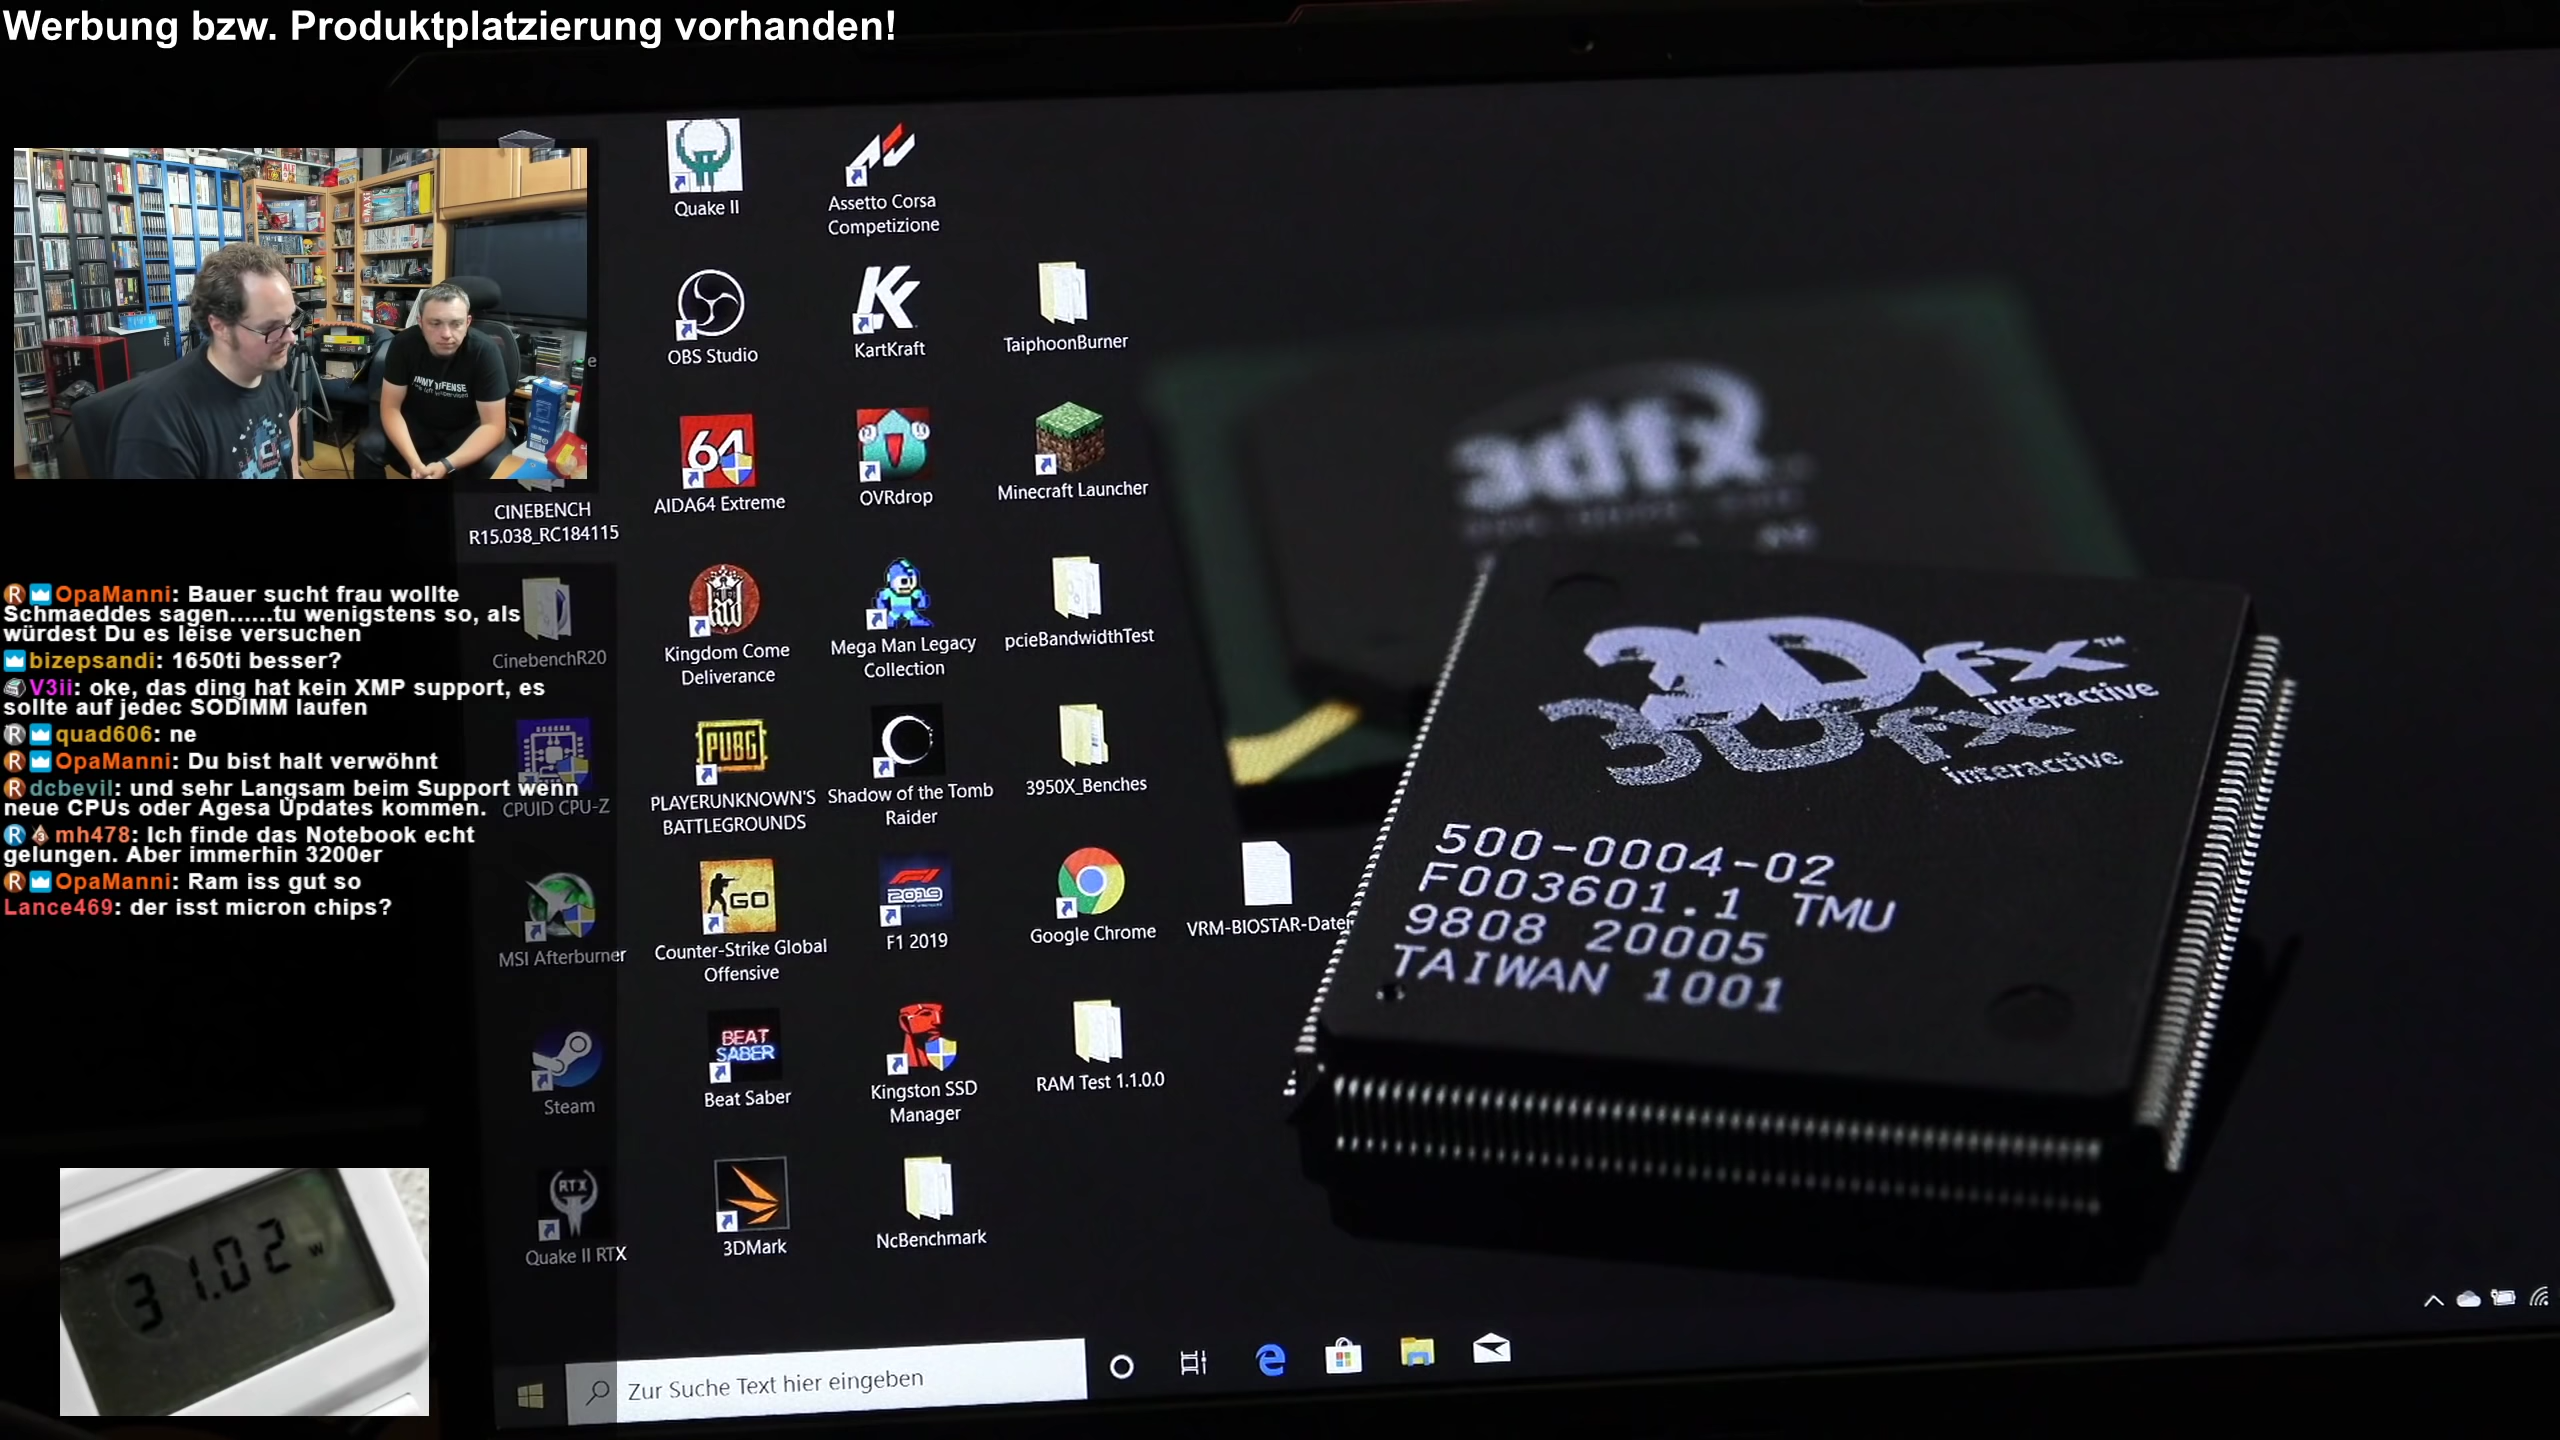 Werbung bzw. Produktplatzierung vorhanden!
Quake II
Assetto Corsa
Competizione
OBS Studio
KartKraft
TaiphoonBurner
64
AIDA64 Extreme
OVRdrop
Minecraft Launcher
CINEBENCH
R15.038_RC184115
CinebenchR20
Kingdom Come
Deliverance
Mega Man Legacy
Collection
pcieBandwidthTest
CPUID CPU-Z
PUBG
PLAYERUNKNOWN'S
BATTLEGROUNDS
Shadow of the Tomb
Raider
3950X_Benches
MSI Afterburner
GO
Counter-Strike Global
Offensive
F1 2019
Google Chrome
VRM-BIOSTAR-Datei
Steam
BEAT
SABER
Beat Saber
Kingston SSD
Manager
RAM Test 1.1.0.0
RTX
Quake II RTX
3DMark
NcBenchmark
Zur Suche Text hier eingeben
OpaManni: Bauer sucht frau wollte
Schmaeddes sagen......tu wenigstens so, als
würdest Du es leise versuchen
bizepsandi: 1650ti besser?
V3ii: oke, das ding hat kein XMP support, es
sollte auf jedec SODIMM laufen
quad606: ne
OpaManni: Du bist halt verwöhnt
dcbevil: und sehr Langsam beim Support wenn
neue CPUs oder Agesa Updates kommen.
mh478: Ich finde das Notebook echt
gelungen. Aber immerhin 3200er
OpaManni: Ram iss gut so
Lance469: der isst micron chips?
31.02 W
3dfx
3Dfx™
interactive
3Dfx
interactive
500-0004-02
F003601.1 TMU
9808 20005
TAIWAN 1001